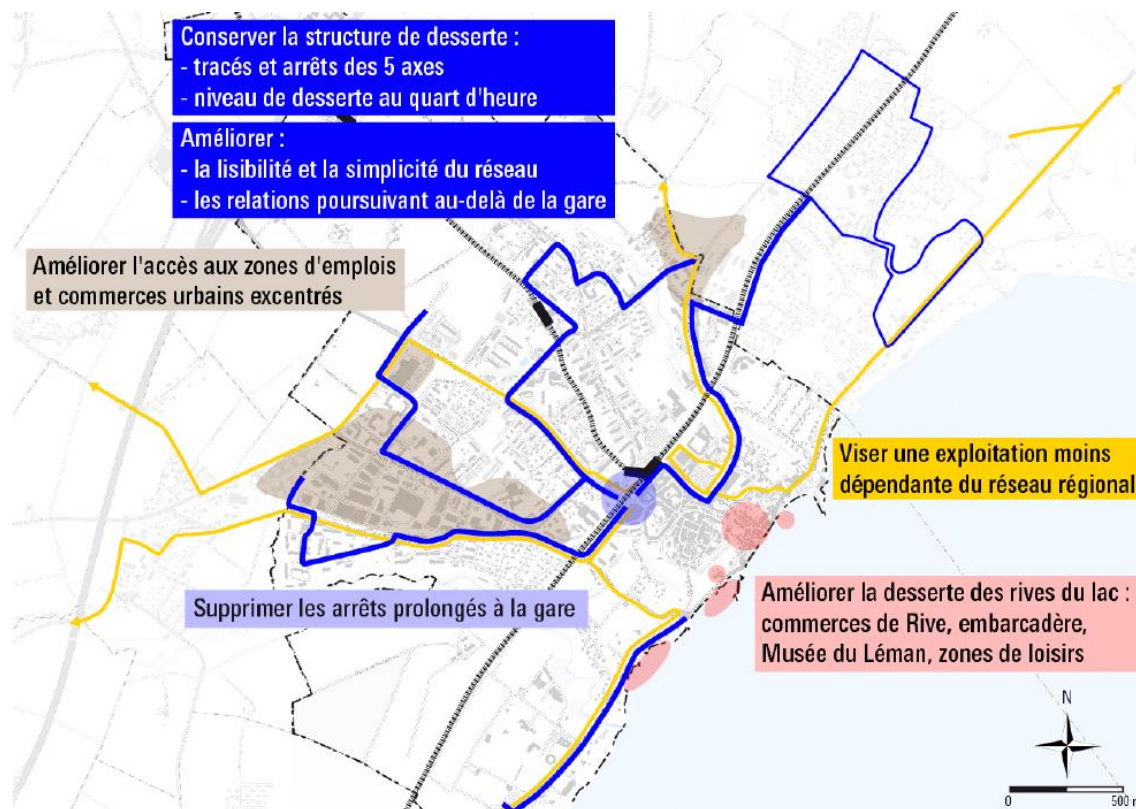 Conserver la structure de desserte :
- tracés et arrêts des 5 axes
- niveau de desserte au quart d'heure
Améliorer :
- la lisibilité et la simplicité du réseau
- les relations poursuivant au-delà de la gare
Améliorer l'accès aux zones d'emplois
et commerces urbains excentrés
Viser une exploitation moins
dépendante du réseau régional
Supprimer les arrêts prolongés à la gare
Améliorer la desserte des rives du lac :
commerces de Rive, embarcadère,
Musée du Léman, zones de loisirs
N
0 500 m